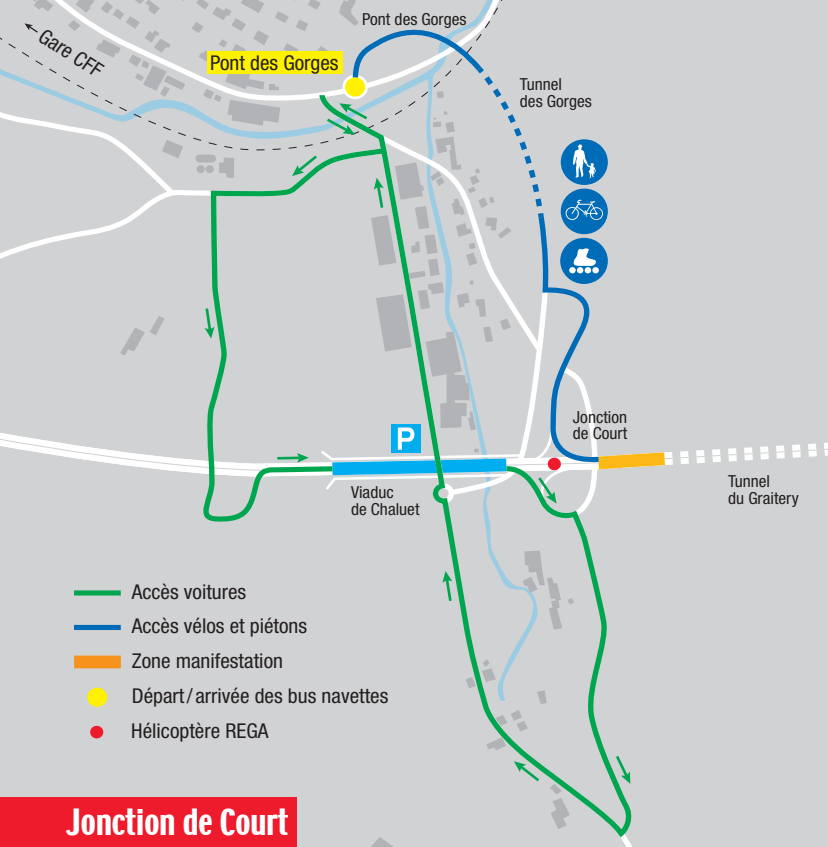 Pont des Gorges
Gare CFF
Pont des Gorges
Tunnel
des Gorges
Jonction
de Court
P
Tunnel
du Graitery
Viaduc
de Chaluet
Accès voitures
Accès vélos et piétons
Zone manifestation
Départ/arrivée des bus navettes
Hélicoptère REGA
Jonction de Court